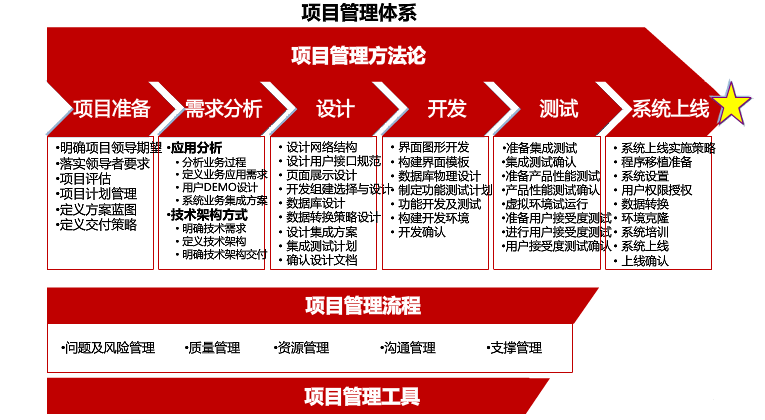 项目管理体系
项目管理方法论
项目准备
需求分析
设计
开发
测试
系统上线
•明确项目领导期望
•落实领导者要求
•项目评估
•项目计划管理
•定义方案蓝图
•定义交付策略
•应用分析
• 分析业务过程
• 定义业务应用需求
• 用户DEMO设计
• 系统业务集成方案
•技术架构方式
• 明确技术需求
• 定义技术架构
• 明确技术架构交付
• 设计网络结构
• 设计用户接口规范
• 页面展示设计
• 开发组建选择与设计
• 数据库设计
• 数据转换策略设计
• 设计集成方案
• 集成测试计划
• 确认设计文档
• 界面图形开发
• 构建界面模板
• 数据库物理设计
• 制定功能测试计划
• 功能开发及测试
• 构建开发环境
• 开发确认
•准备集成测试
•集成测试确认
•准备产品性能测试
•产品性能测试确认
•虚拟环境试运行
•准备用户接受度测试
•进行用户接受度测试
•用户接受度测试确认
• 系统上线实施策略
• 程序移植准备
• 系统设置
• 用户权限授权
• 数据转换
• 环境克隆
• 系统培训
• 系统上线
• 上线确认
项目管理流程
•问题及风险管理
•质量管理
•资源管理
•沟通管理
•支撑管理
项目管理工具